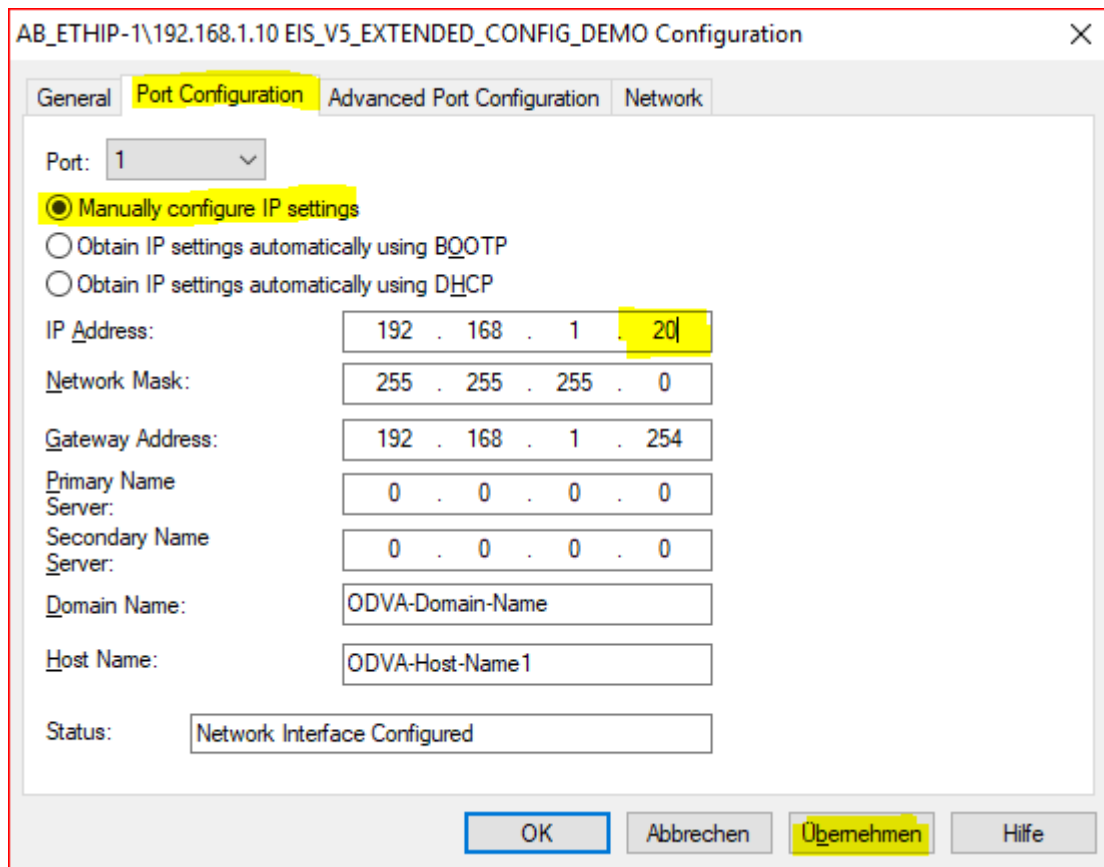 AB_ETHIP-1\192.168.1.10 EIS_V5_EXTENDED_CONFIG_DEMO Configuration
General Port Configuration Advanced Port Configuration Network
Port: 1
Manually configure IP settings
Obtain IP settings automatically using BOOTP
Obtain IP settings automatically using DHCP
IP Address: 192 . 168 . 1 . 20
Network Mask: 255 . 255 . 255 . 0
Gateway Address: 192 . 168 . 1 . 254
Primary Name
Server: 0 . 0 . 0 . 0
Secondary Name
Server: 0 . 0 . 0 . 0
Domain Name: ODVA-Domain-Name
Host Name: ODVA-Host-Name1
Status: Network Interface Configured
OK Abbrechen Übernehmen Hilfe